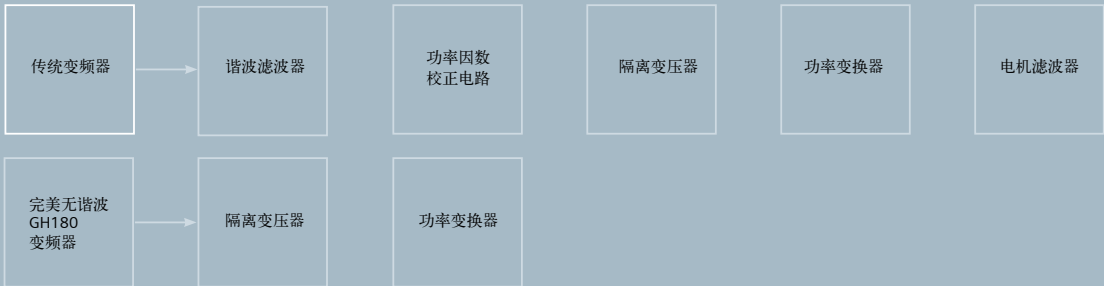 传统变频器
谐波滤波器
功率因数
校正电路
隔离变压器
功率变换器
电机滤波器
完美无谐波
GH180
变频器
隔离变压器
功率变换器